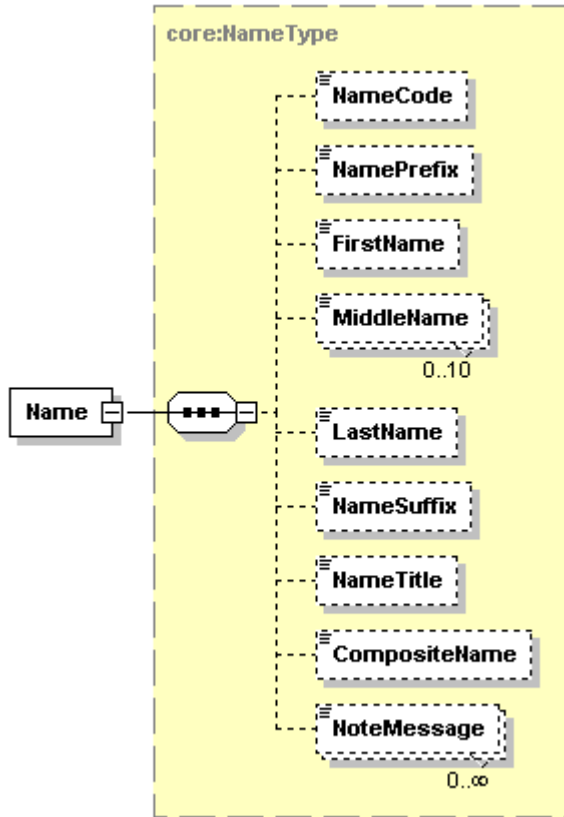 core:NameType
NameCode
NamePrefix
FirstName
MiddleName
0..10
Name
LastName
NameSuffix
NameTitle
CompositeName
NoteMessage
0..∞